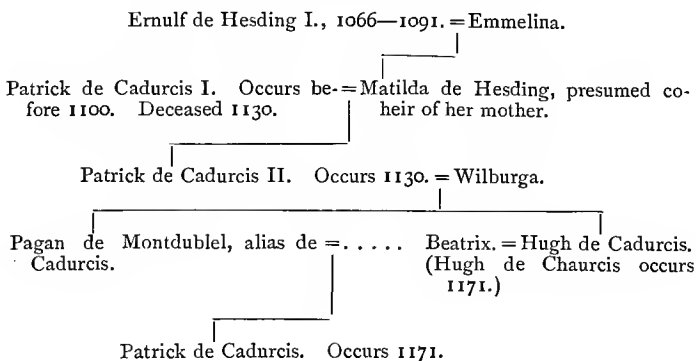 Ernulf de Hesding I., 1066—1091. = Emmelina.
Patrick de Cadurcis I. Occurs be- = Matilda de Hesding, presumed co-
fore 1100. Deceased 1130. heir of her mother.
Patrick de Cadurcis II. Occurs 1130. = Wilburga.
Pagan de Montdublel, alias de = ..... Beatrix. = Hugh de Cadurcis.
Cadurcis. (Hugh de Chaurcis occurs
1171.)
Patrick de Cadurcis. Occurs 1171.